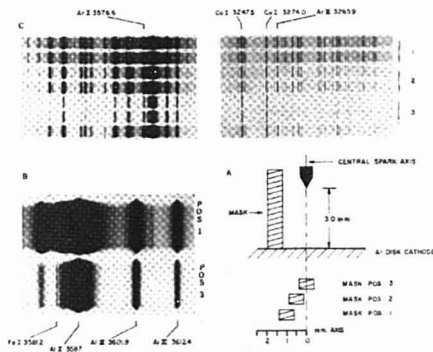 Ar II 3576.6
Cu I 3247.5
Cu I 3274.0
Ar III 3285.9
C
1
2
3
B
POS 1
POS 3
Fe I 3581.2
Al II 3587
Al III 3601.9
Al III 3612.4
A
CENTRAL SPARK AXIS
MASK
3.0 mm
Al DISK CATHODE
MASK POS. 3
MASK POS. 2
MASK POS. 1
2 1 0
mm AXIS